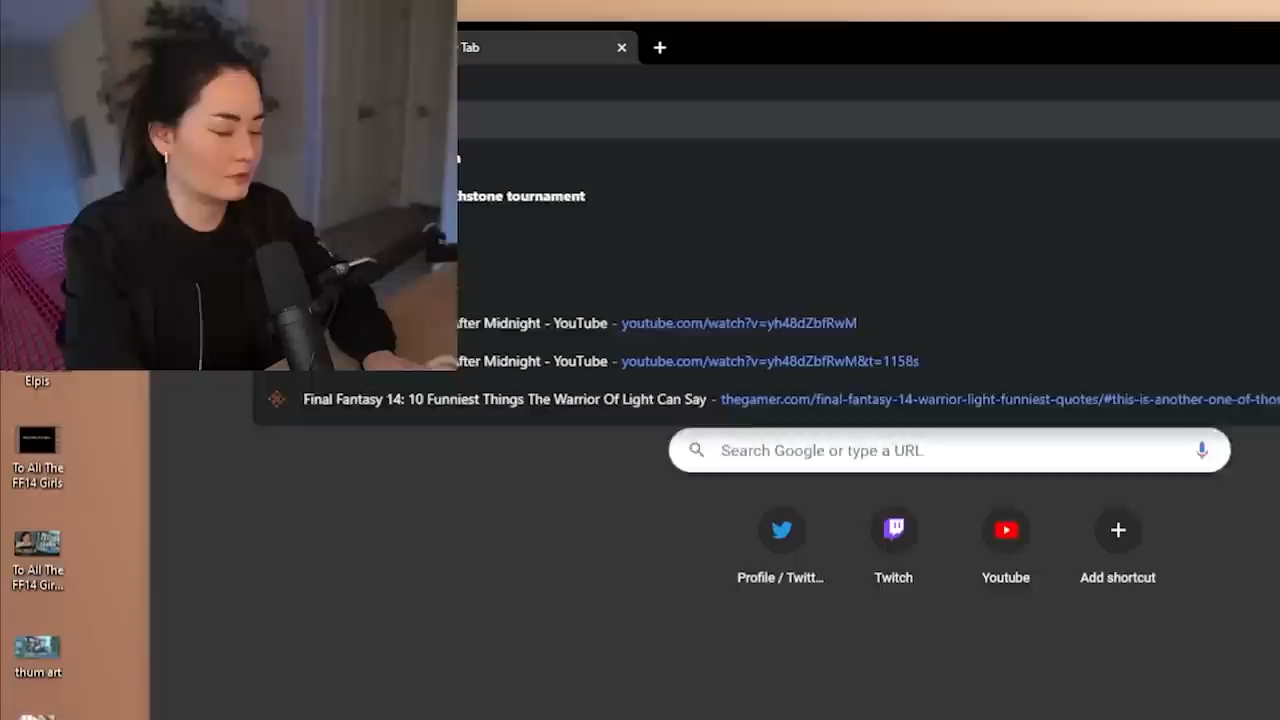 Tab
hstone tournament
After Midnight - YouTube - youtube.com/watch?v=yh48dZbfRwM
After Midnight - YouTube - youtube.com/watch?v=yh48dZbfRwM&t=1158s
Final Fantasy 14: 10 Funniest Things The Warrior Of Light Can Say - thegamer.com/final-fantasy-14-warrior-light-funniest-quotes/#this-is-another-one-of-tho
Search Google or type a URL
Elpis
To All The
FF14 Girls
To All The
FF14 Gir...
thum art
Profile / Twitt...
Twitch
Youtube
Add shortcut